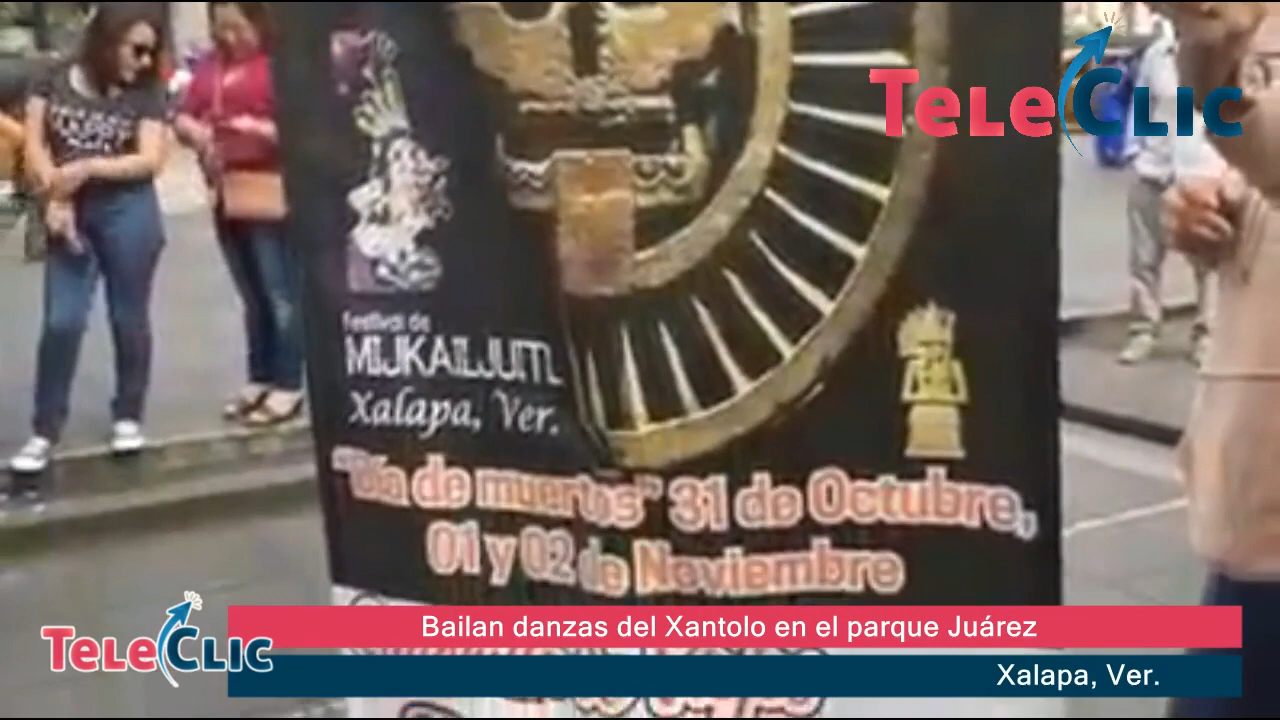 TELECLIC
Festival de
MIJKAILJUITL
Xalapa, Ver.
"Día de muertos" 31 de Octubre,
01 y 02 de Noviembre
Bailan danzas del Xantolo en el parque Juárez
TELECLIC
Xalapa, Ver.